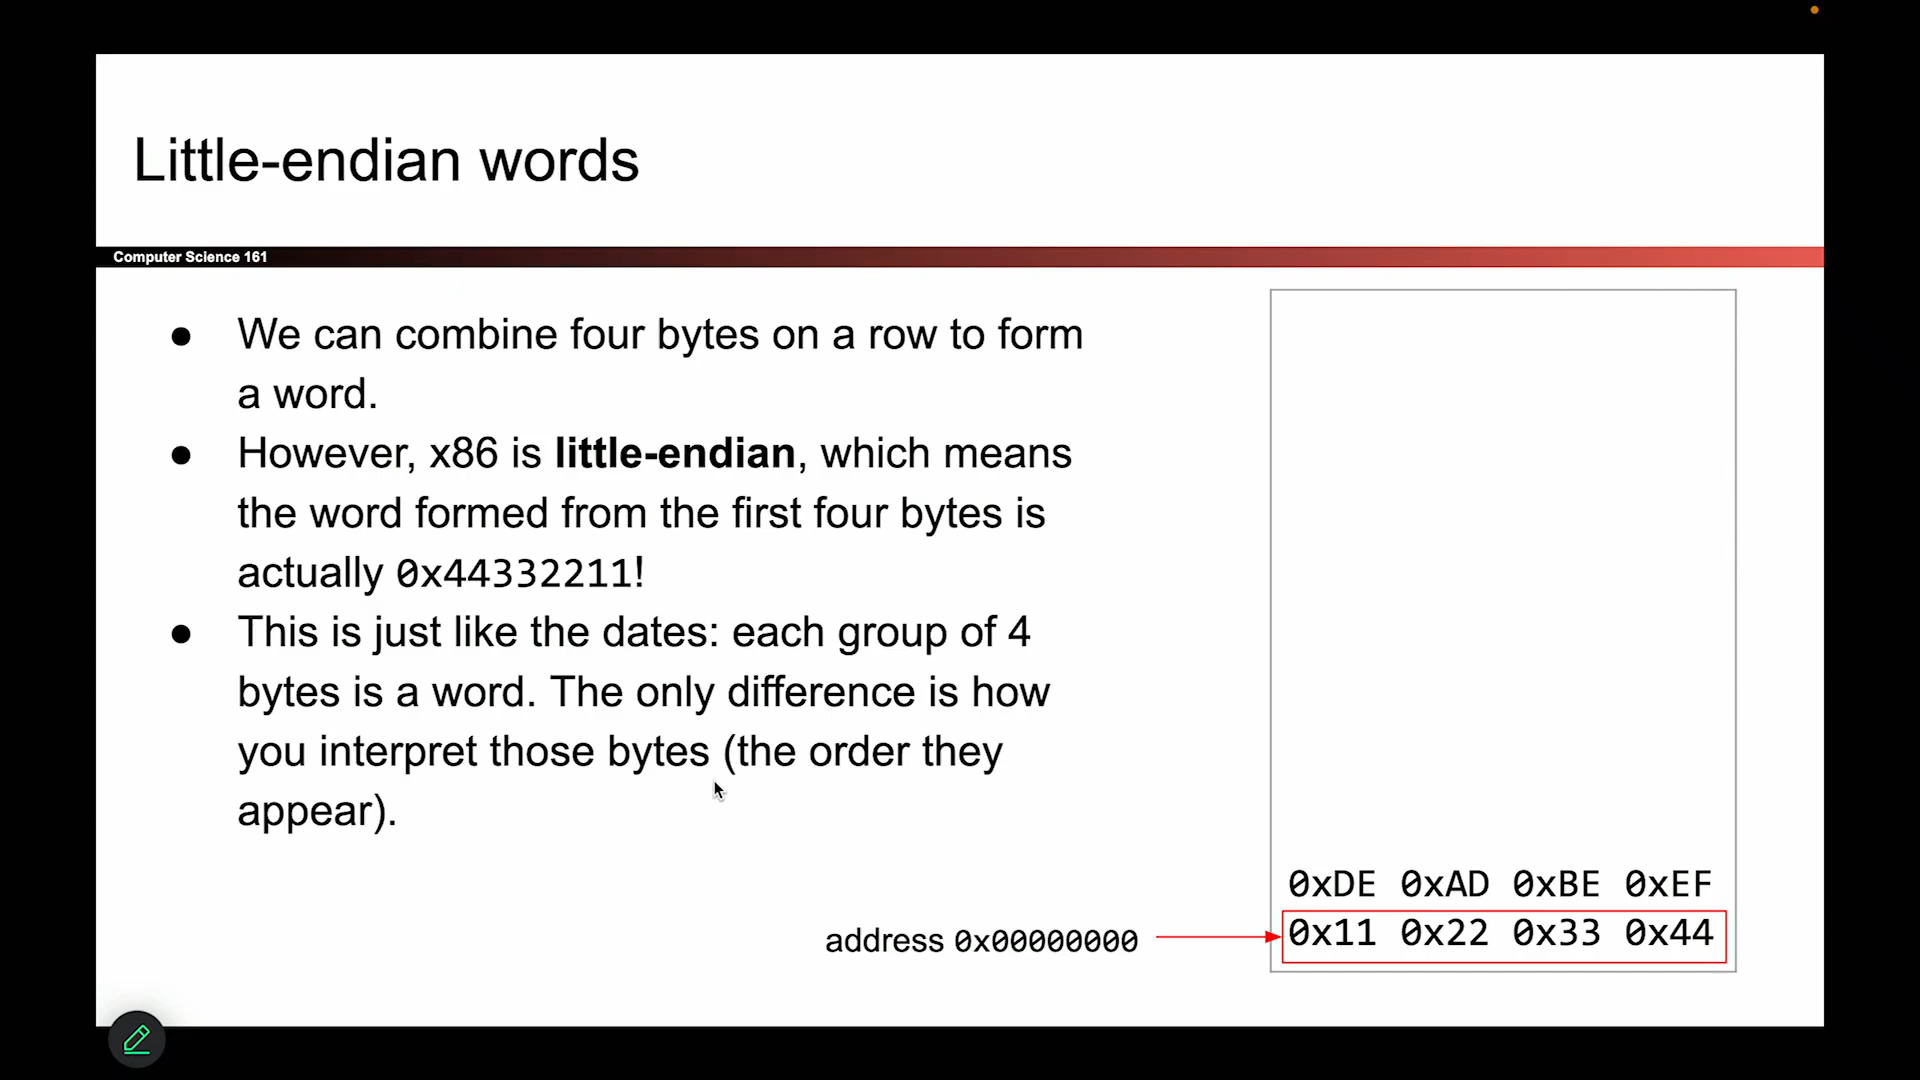 Little-endian words
Computer Science 161
● We can combine four bytes on a row to form
a word.
● However, x86 is little-endian, which means
the word formed from the first four bytes is
actually 0x44332211!
● This is just like the dates: each group of 4
bytes is a word. The only difference is how
you interpret those bytes (the order they
appear).
0xDE 0xAD 0xBE 0xEF
address 0x00000000
0x11 0x22 0x33 0x44